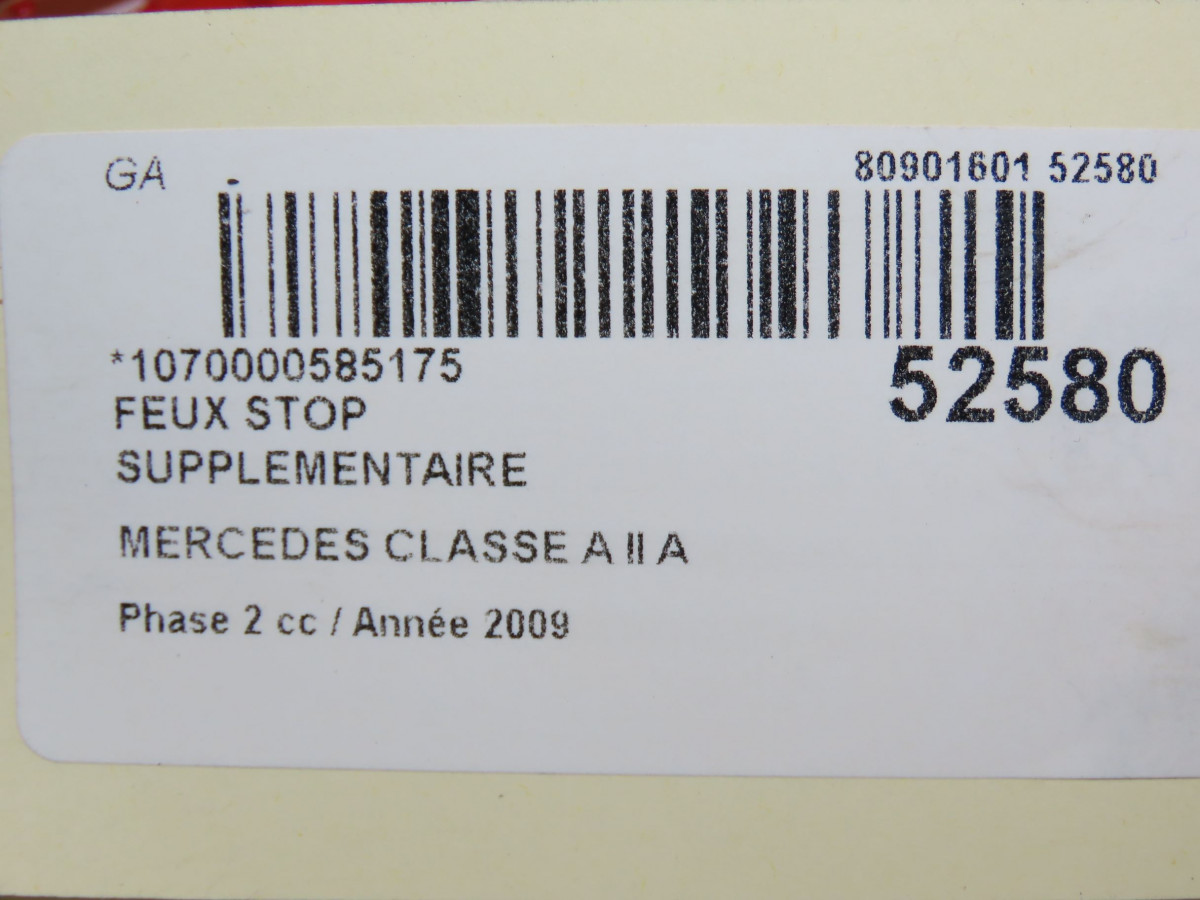 GA
80901601 52580
*1070000585175
52580
FEUX STOP
SUPPLEMENTAIRE
MERCEDES CLASSE A II A
Phase 2 cc / Année 2009